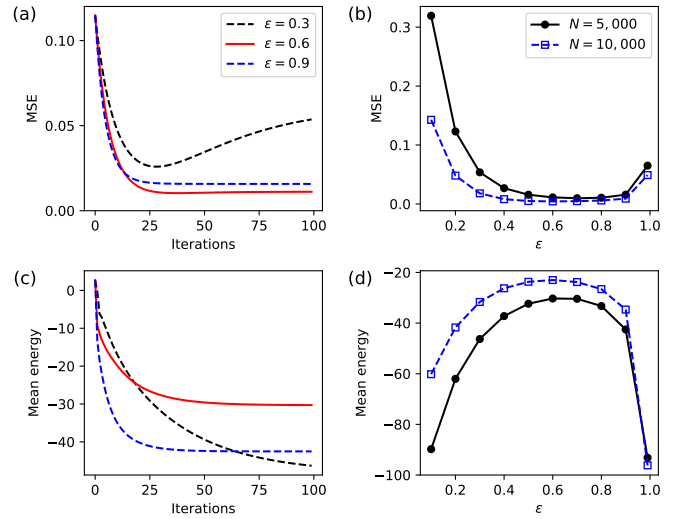 (a)
MSE
0.10
0.05
0.00
ε = 0.3
ε = 0.6
ε = 0.9
0
25
50
75
100
Iterations
(b)
MSE
0.3
0.2
0.1
0.0
N = 5, 000
N = 10, 000
0.2
0.4
0.6
0.8
1.0
ε
(c)
Mean energy
0
−10
−20
−30
−40
0
25
50
75
100
Iterations
(d)
Mean energy
−20
−40
−60
−80
−100
0.2
0.4
0.6
0.8
1.0
ε